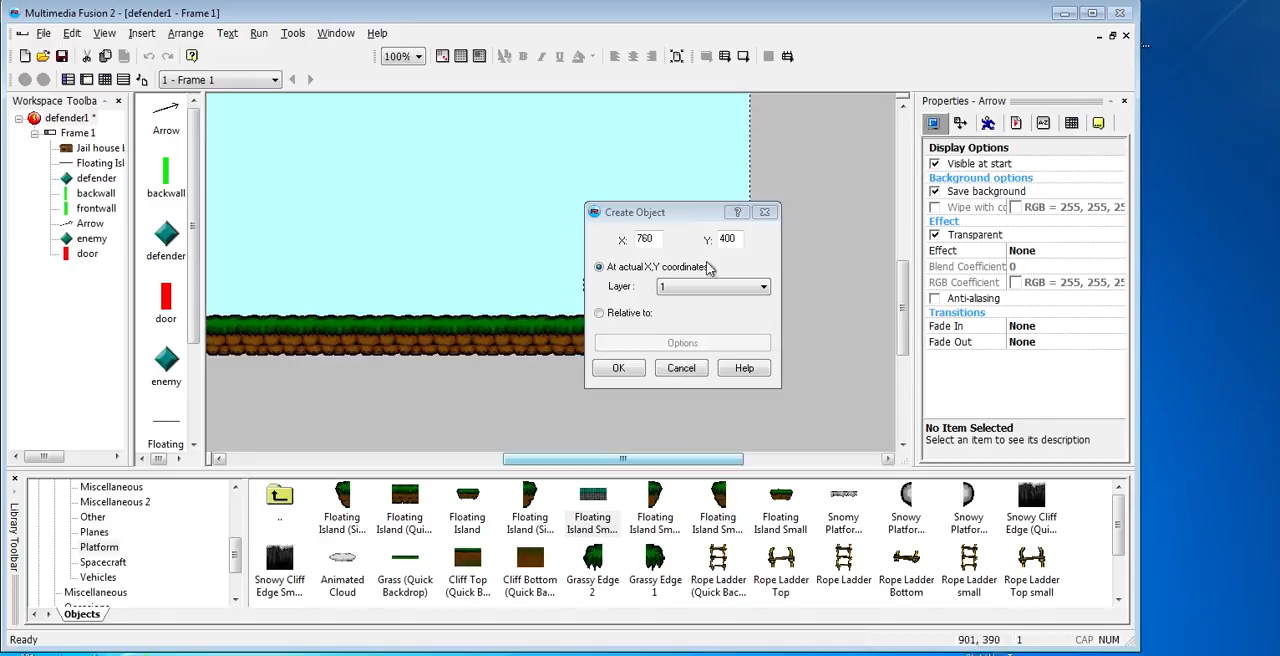 Multimedia Fusion 2 - [defender1 - Frame 1]
File Edit View Insert Arrange Text Run Tools Window Help
100%
1 - Frame 1
Workspace Toolba
defender1 *
Frame 1
Jail house b
Floating Isl
defender
backwall
frontwall
Arrow
enemy
door
Arrow
backwall
defender
door
enemy
Floating
Create Object
X: 760 Y: 400
At actual X,Y coordinates
Layer : 1
Relative to:
Options
OK Cancel Help
Properties - Arrow
Display Options
Visible at start
Background options
Save background
Wipe with co RGB = 255, 255, 25
Effect
Transparent
Effect None
Blend Coefficient 0
RGB Coefficient RGB = 255, 255, 25
Anti-aliasing
Transitions
Fade In None
Fade Out None
No Item Selected
Select an item to see its description
Library Toolbar
Miscellaneous
Miscellaneous 2
Other
Planes
Platform
Spacecraft
Vehicles
Miscellaneous
Objects
..
Floating Island (Si...
Floating Island (Qui...
Floating Island
Floating Island (Si...
Floating Island Sm...
Floating Island Sm...
Floating Island Sm...
Floating Island Small
Snomy Platfor...
Snowy Platfor...
Snowy Platfor...
Snowy Cliff Edge (Qui...
Snowy Cliff Edge Sm...
Animated Cloud
Grass (Quick Backdrop)
Cliff Top (Quick B...
Cliff Bottom (Quick Ba...
Grassy Edge 2
Grassy Edge 1
Rope Ladder (Quick Bac...
Rope Ladder Top
Rope Ladder
Rope Ladder Bottom
Rope Ladder small
Rope Ladder Top small
Ready 901, 390 1 CAP NUM